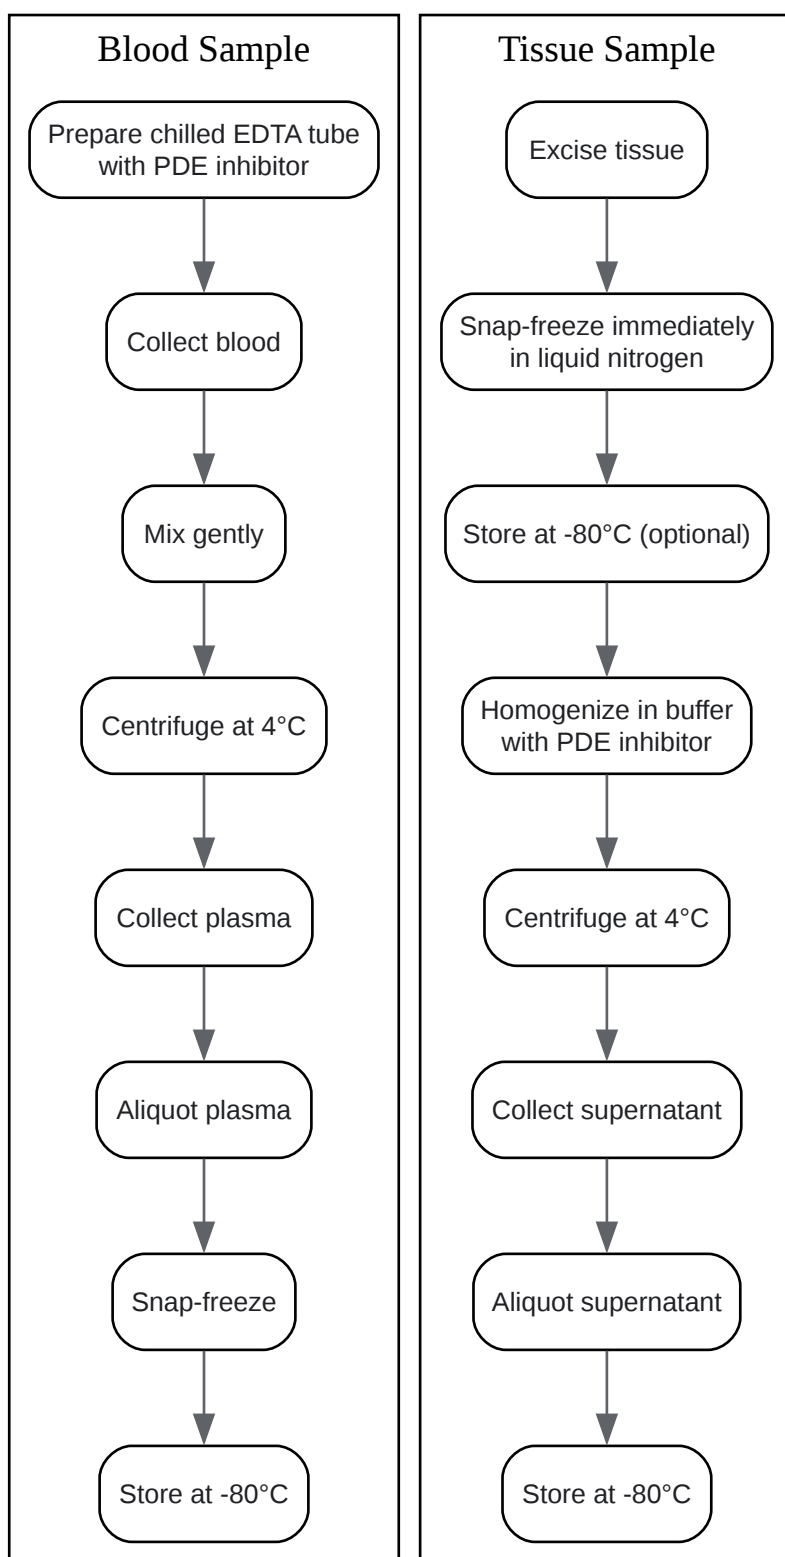 Blood Sample
Prepare chilled EDTA tube
with PDE inhibitor
Collect blood
Mix gently
Centrifuge at 4°C
Collect plasma
Aliquot plasma
Snap-freeze
Store at -80°C
Tissue Sample
Excise tissue
Snap-freeze immediately
in liquid nitrogen
Store at -80°C (optional)
Homogenize in buffer
with PDE inhibitor
Centrifuge at 4°C
Collect supernatant
Aliquot supernatant
Store at -80°C